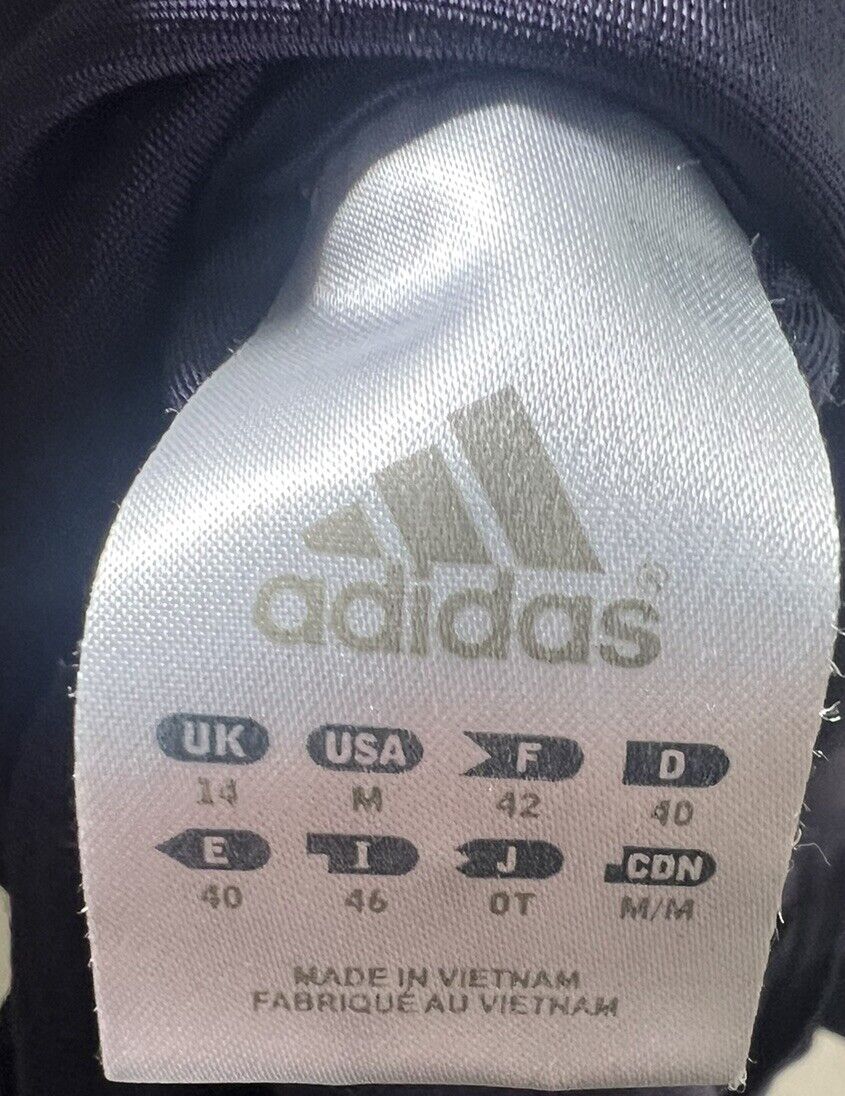 adidas®
UK USA F D
14 M 42 40
E I J CDN
40 46 OT M/M
MADE IN VIETNAM
FABRIQUÉ AU VIETNAM